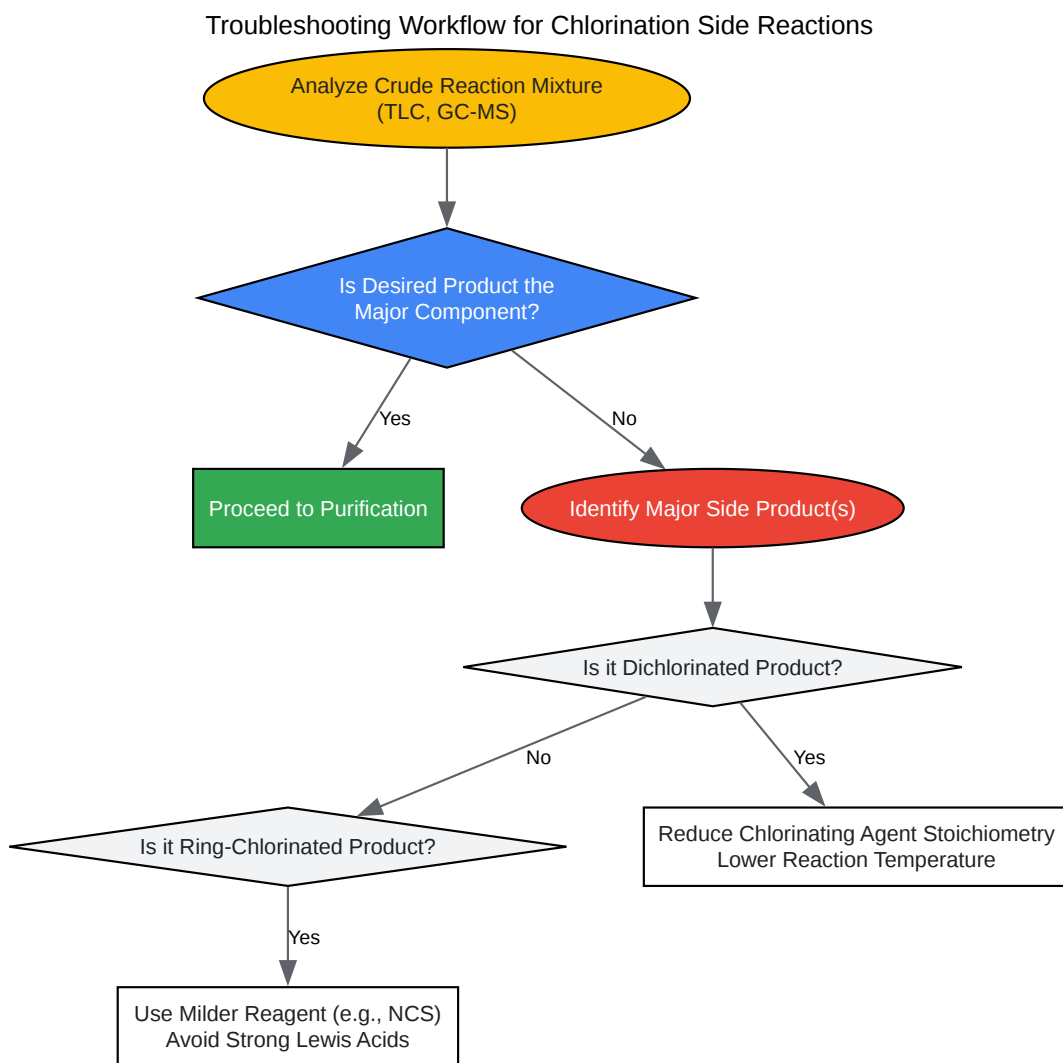 Troubleshooting Workflow for Chlorination Side Reactions
Analyze Crude Reaction Mixture
(TLC, GC-MS)
Is Desired Product the
Major Component?
Yes
No
Proceed to Purification
Identify Major Side Product(s)
Is it Dichlorinated Product?
No
Yes
Is it Ring-Chlorinated Product?
Reduce Chlorinating Agent Stoichiometry
Lower Reaction Temperature
Yes
Use Milder Reagent (e.g., NCS)
Avoid Strong Lewis Acids